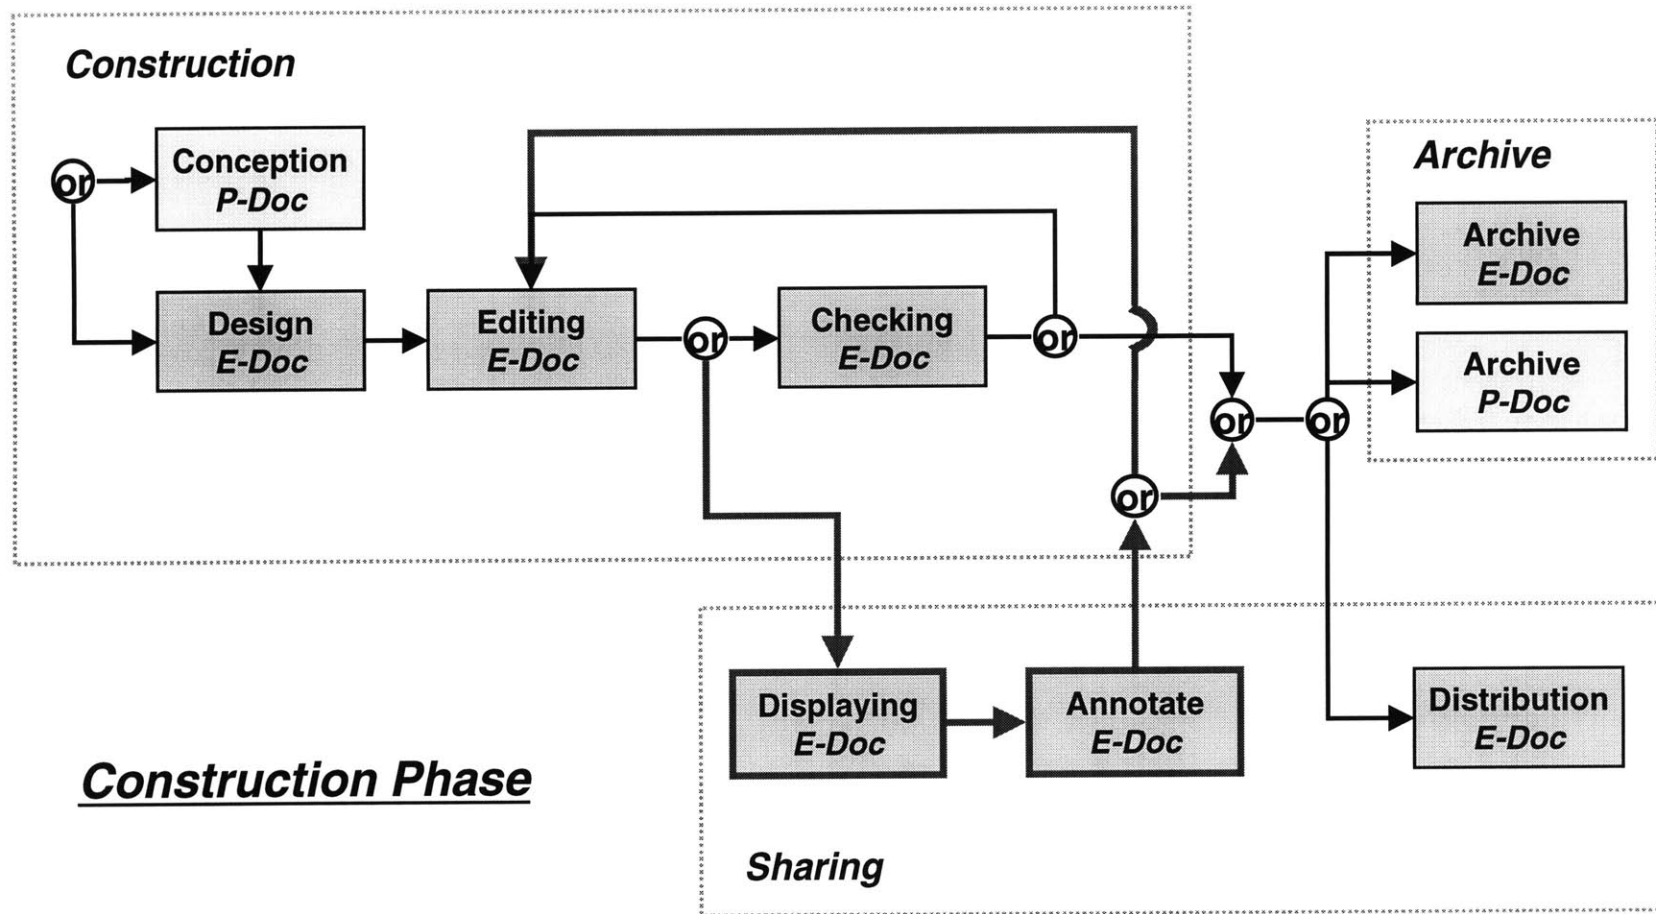 Construction
or
Conception
P-Doc
Design
E-Doc
Editing
E-Doc
or
Checking
E-Doc
or
or
or
or
Archive
Archive
E-Doc
Archive
P-Doc
Displaying
E-Doc
Annotate
E-Doc
Distribution
E-Doc
Construction Phase
Sharing